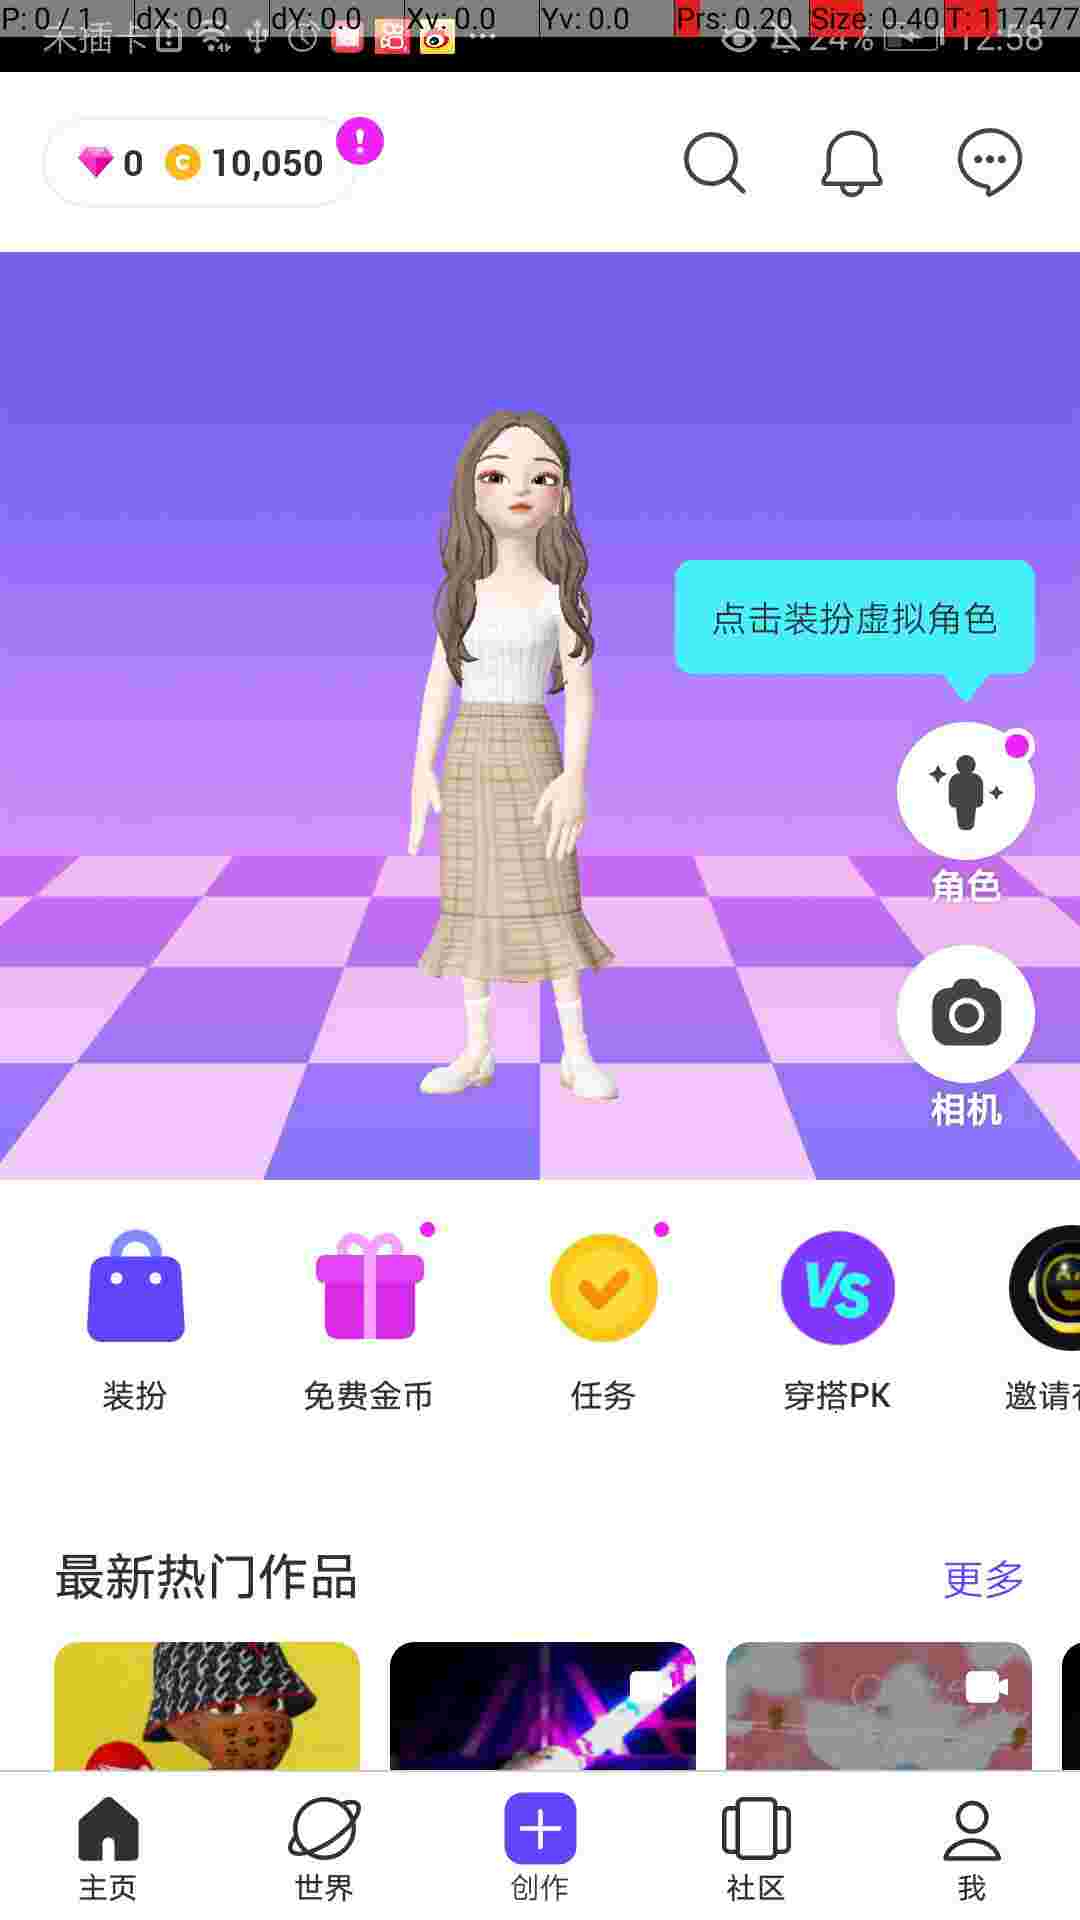 P: 0 / 1 dX: 0.0 dY: 0.0 Xv: 0.0 Yv: 0.0 Prs: 0.20 Size: 0.40 T: 117477
未插卡 24% 12:58
0 10,050
点击装扮虚拟角色
角色
相机
装扮 免费金币 任务 穿搭PK 邀请
VS
最新热门作品 更多
主页 世界 创作 社区 我